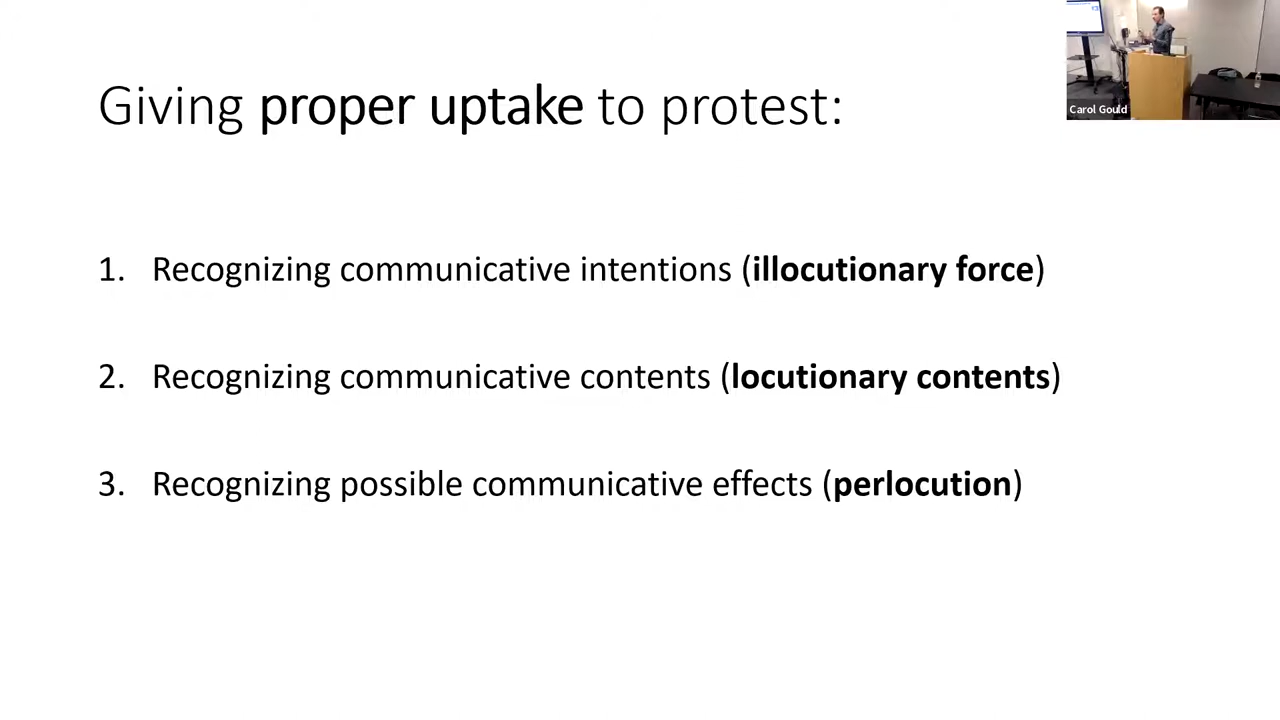 Giving proper uptake to protest:
Carol Gould
1. Recognizing communicative intentions (illocutionary force)
2. Recognizing communicative contents (locutionary contents)
3. Recognizing possible communicative effects (perlocution)